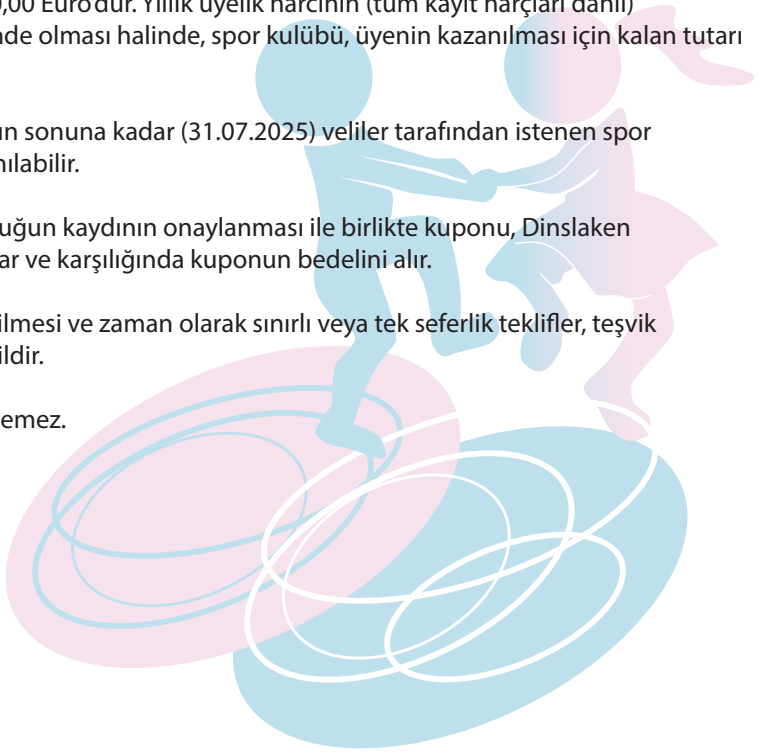 0,00 Euro'dur. Yıllık üyelik harcının (tüm kayıt harçları dahil)
nde olması halinde, spor kulübü, üyenin kazanılması için kalan tutarı
ın sonuna kadar (31.07.2025) veliler tarafından istenen spor
nılabilir.
uğun kaydının onaylanması ile birlikte kuponu, Dinslaken
ar ve karşılığında kuponun bedelini alır.
ilmesi ve zaman olarak sınırlı veya tek seferlik teklifler, teşvik
ildir.
emez.